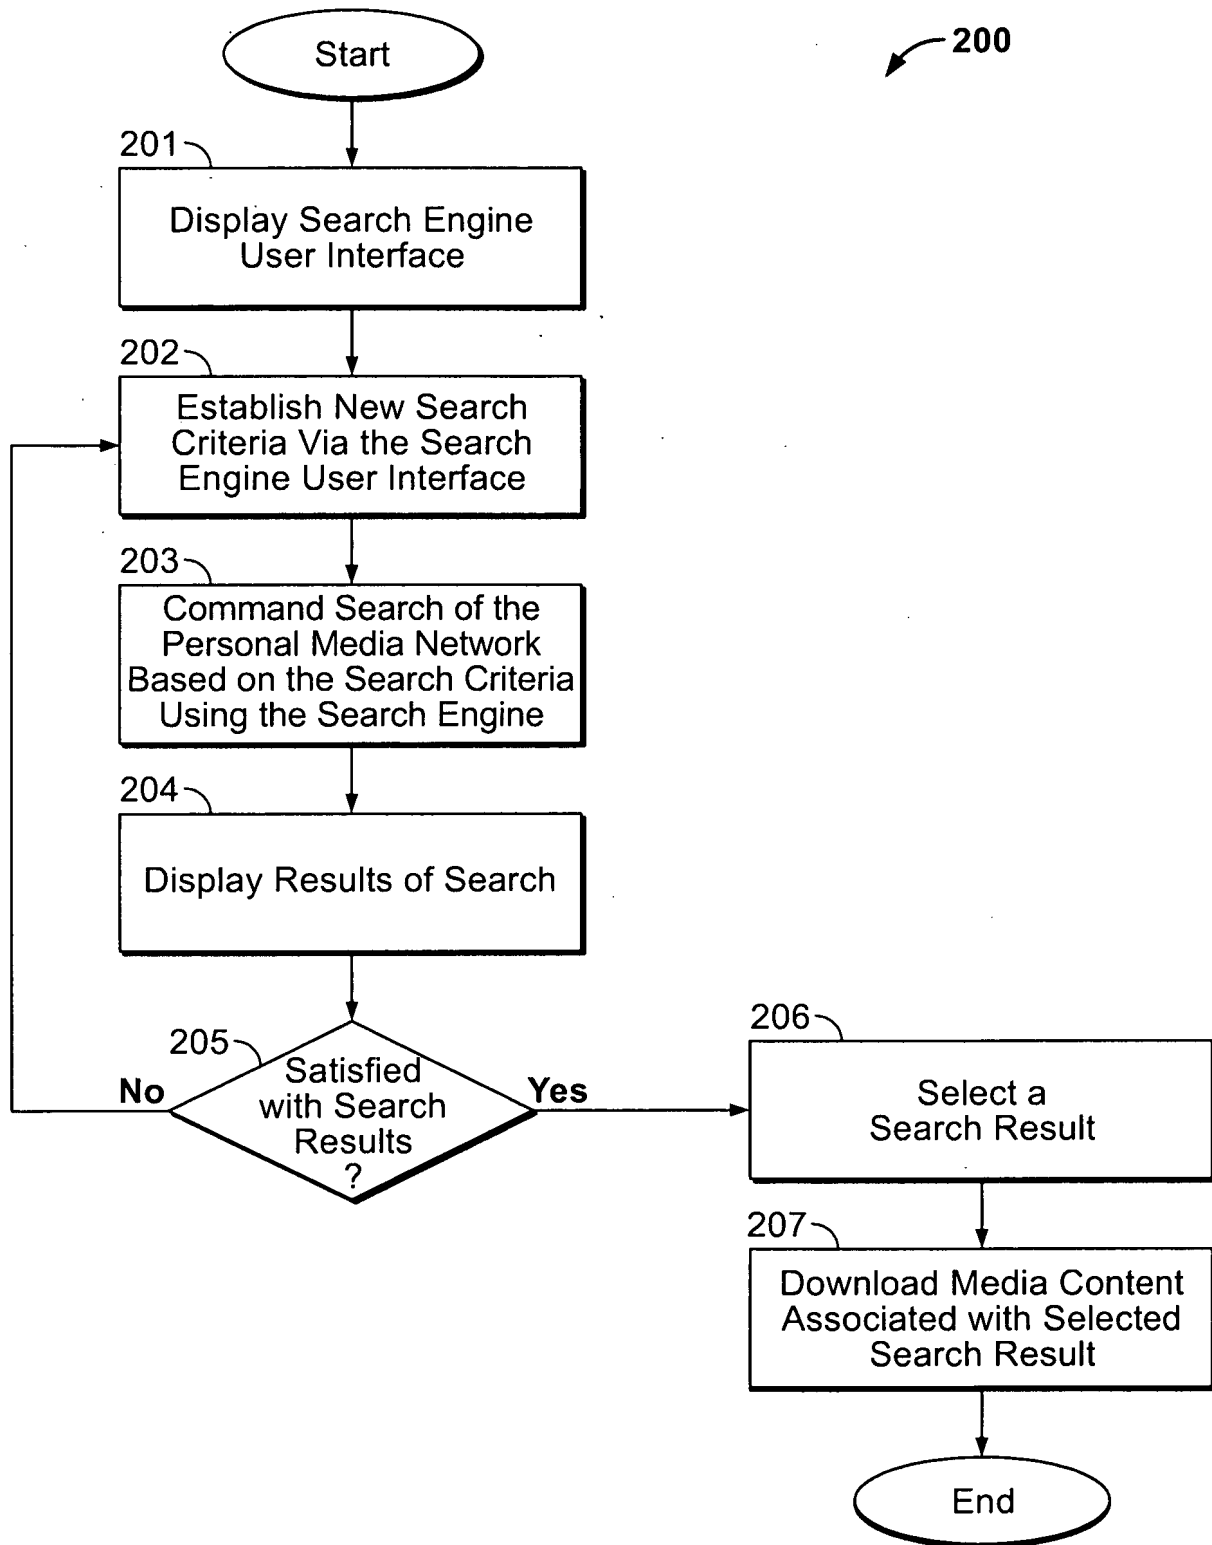 Start
200
201
Display Search Engine
User Interface
202
Establish New Search
Criteria Via the Search
Engine User Interface
203
Command Search of the
Personal Media Network
Based on the Search Criteria
Using the Search Engine
204
Display Results of Search
205
Satisfied
with Search
Results
?
No
Yes
206
Select a
Search Result
207
Download Media Content
Associated with Selected
Search Result
End